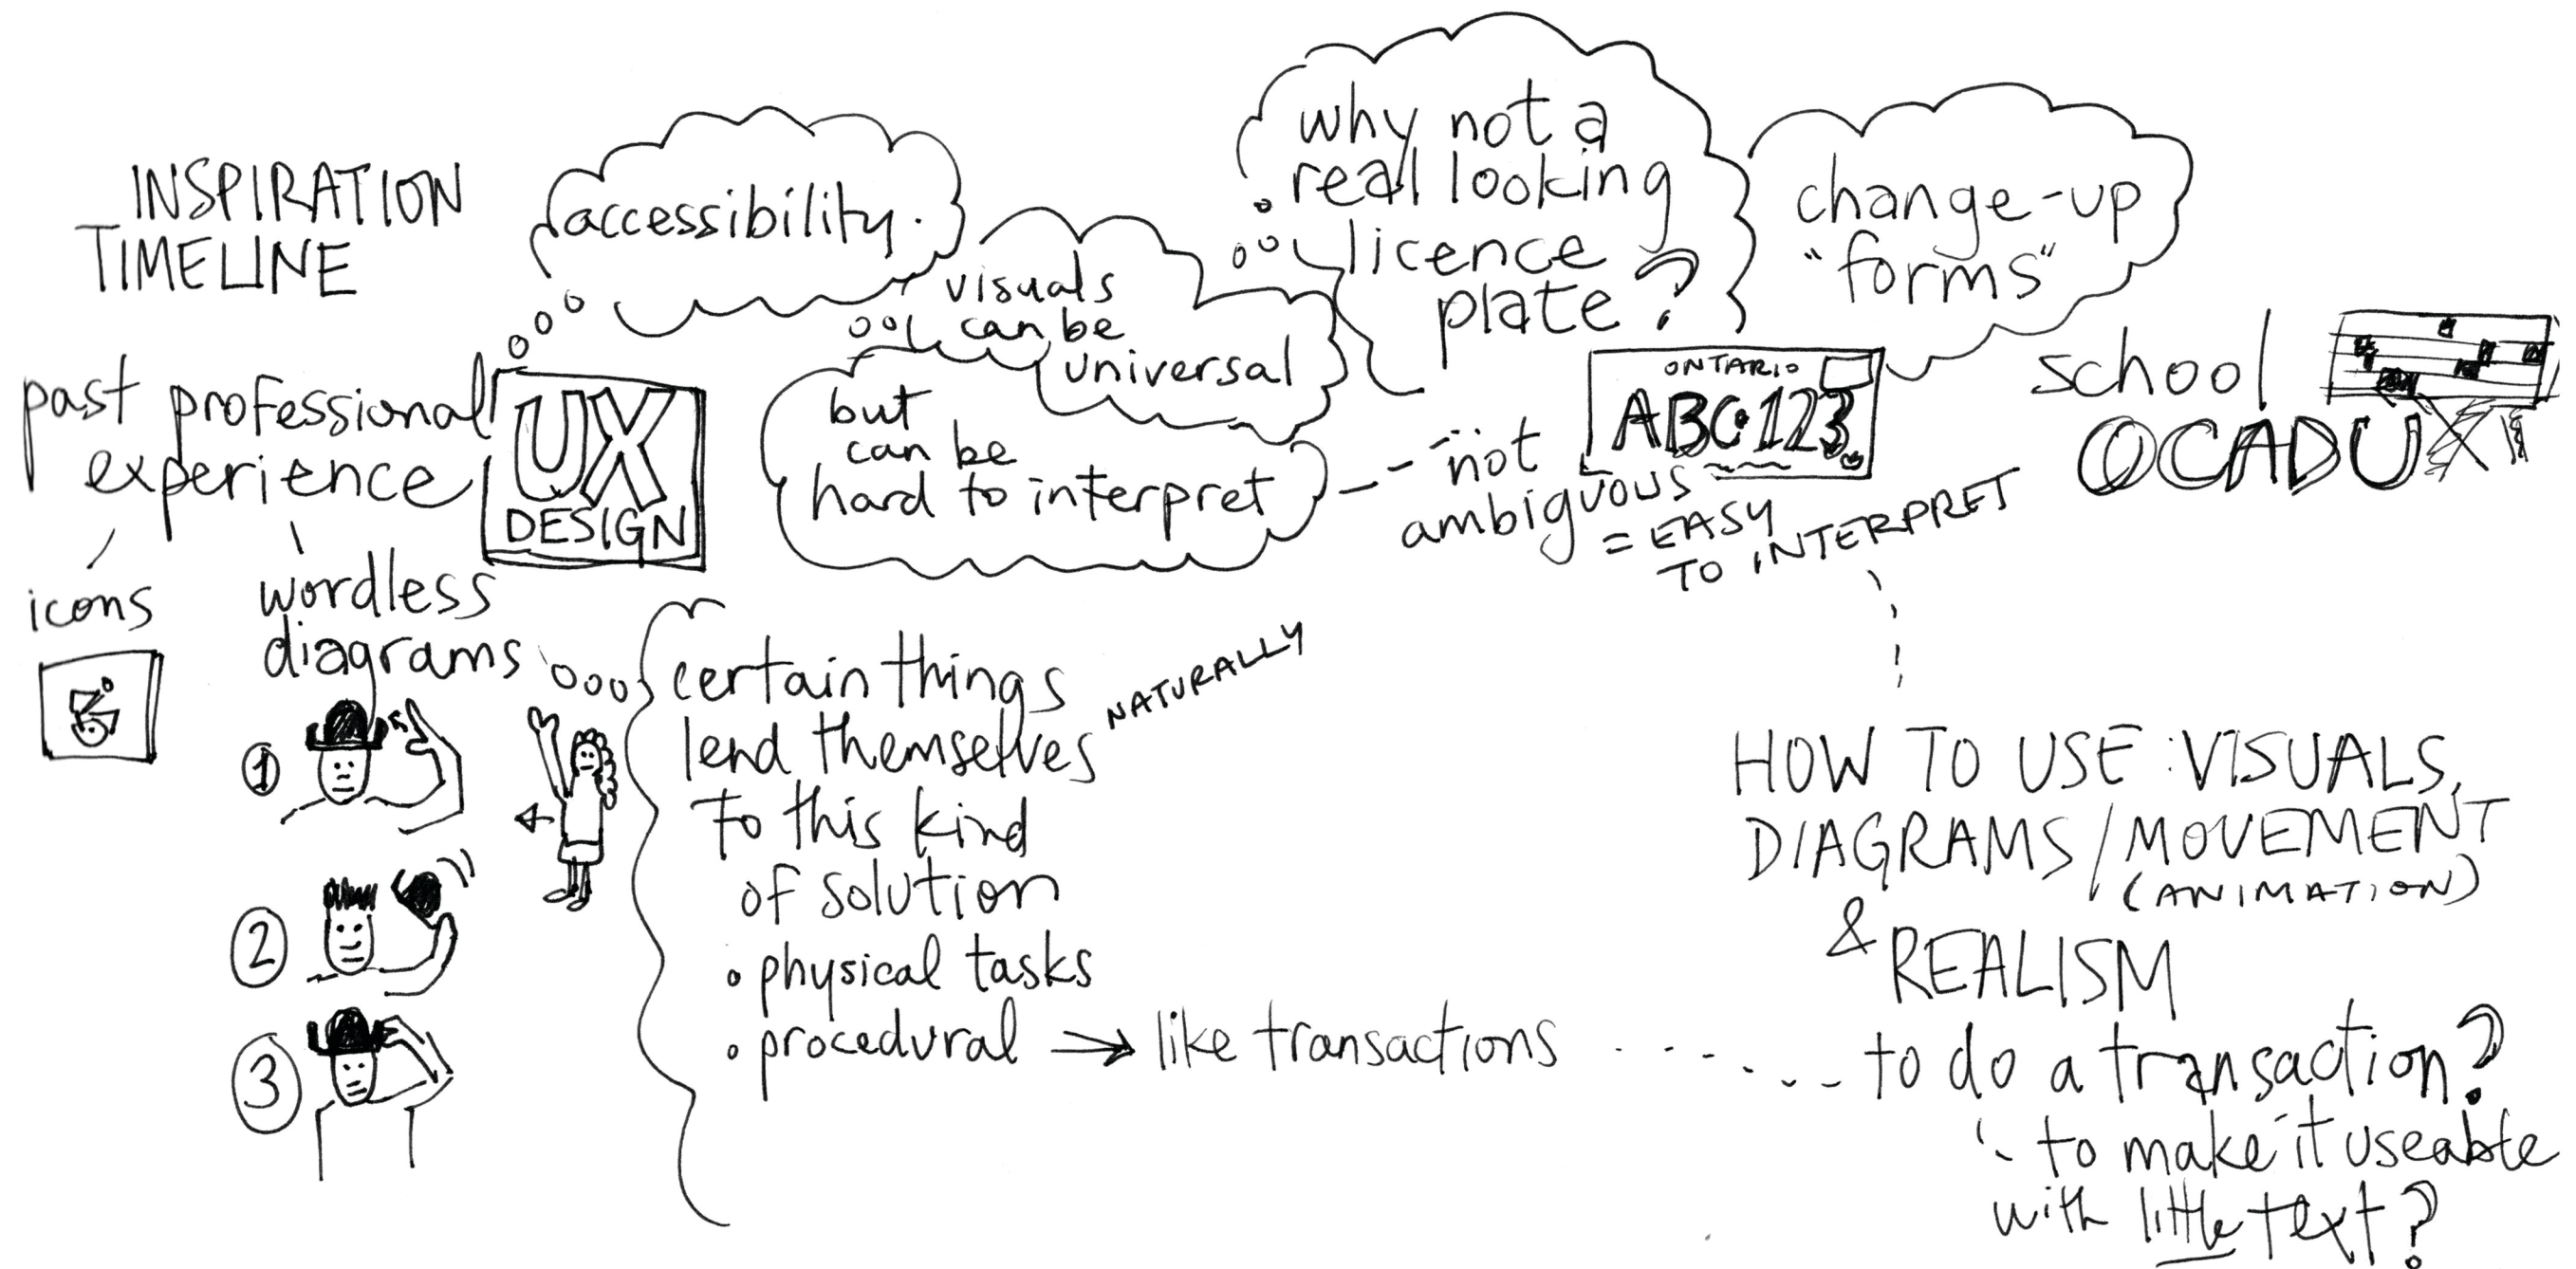 INSPIRATION
TIMELINE
past professional
experience
icons
wordless
diagrams
1
2
3
UX
DESIGN
accessibility.
visuals
can be
universal
but
can be
hard to interpret
not
ambiguous
= EASY
TO INTERPRET
why not a
real looking
licence
plate?
ONTARIO
ABC·123
change-up
"forms"
school
OCADU
certain things
lend themselves
NATURALLY
to this kind
of solution
• physical tasks
• procedural → like transactions
HOW TO USE VISUALS,
DIAGRAMS/MOVEMENT
(ANIMATION)
& REALISM
to do a transaction?
to make it useable
with little text?